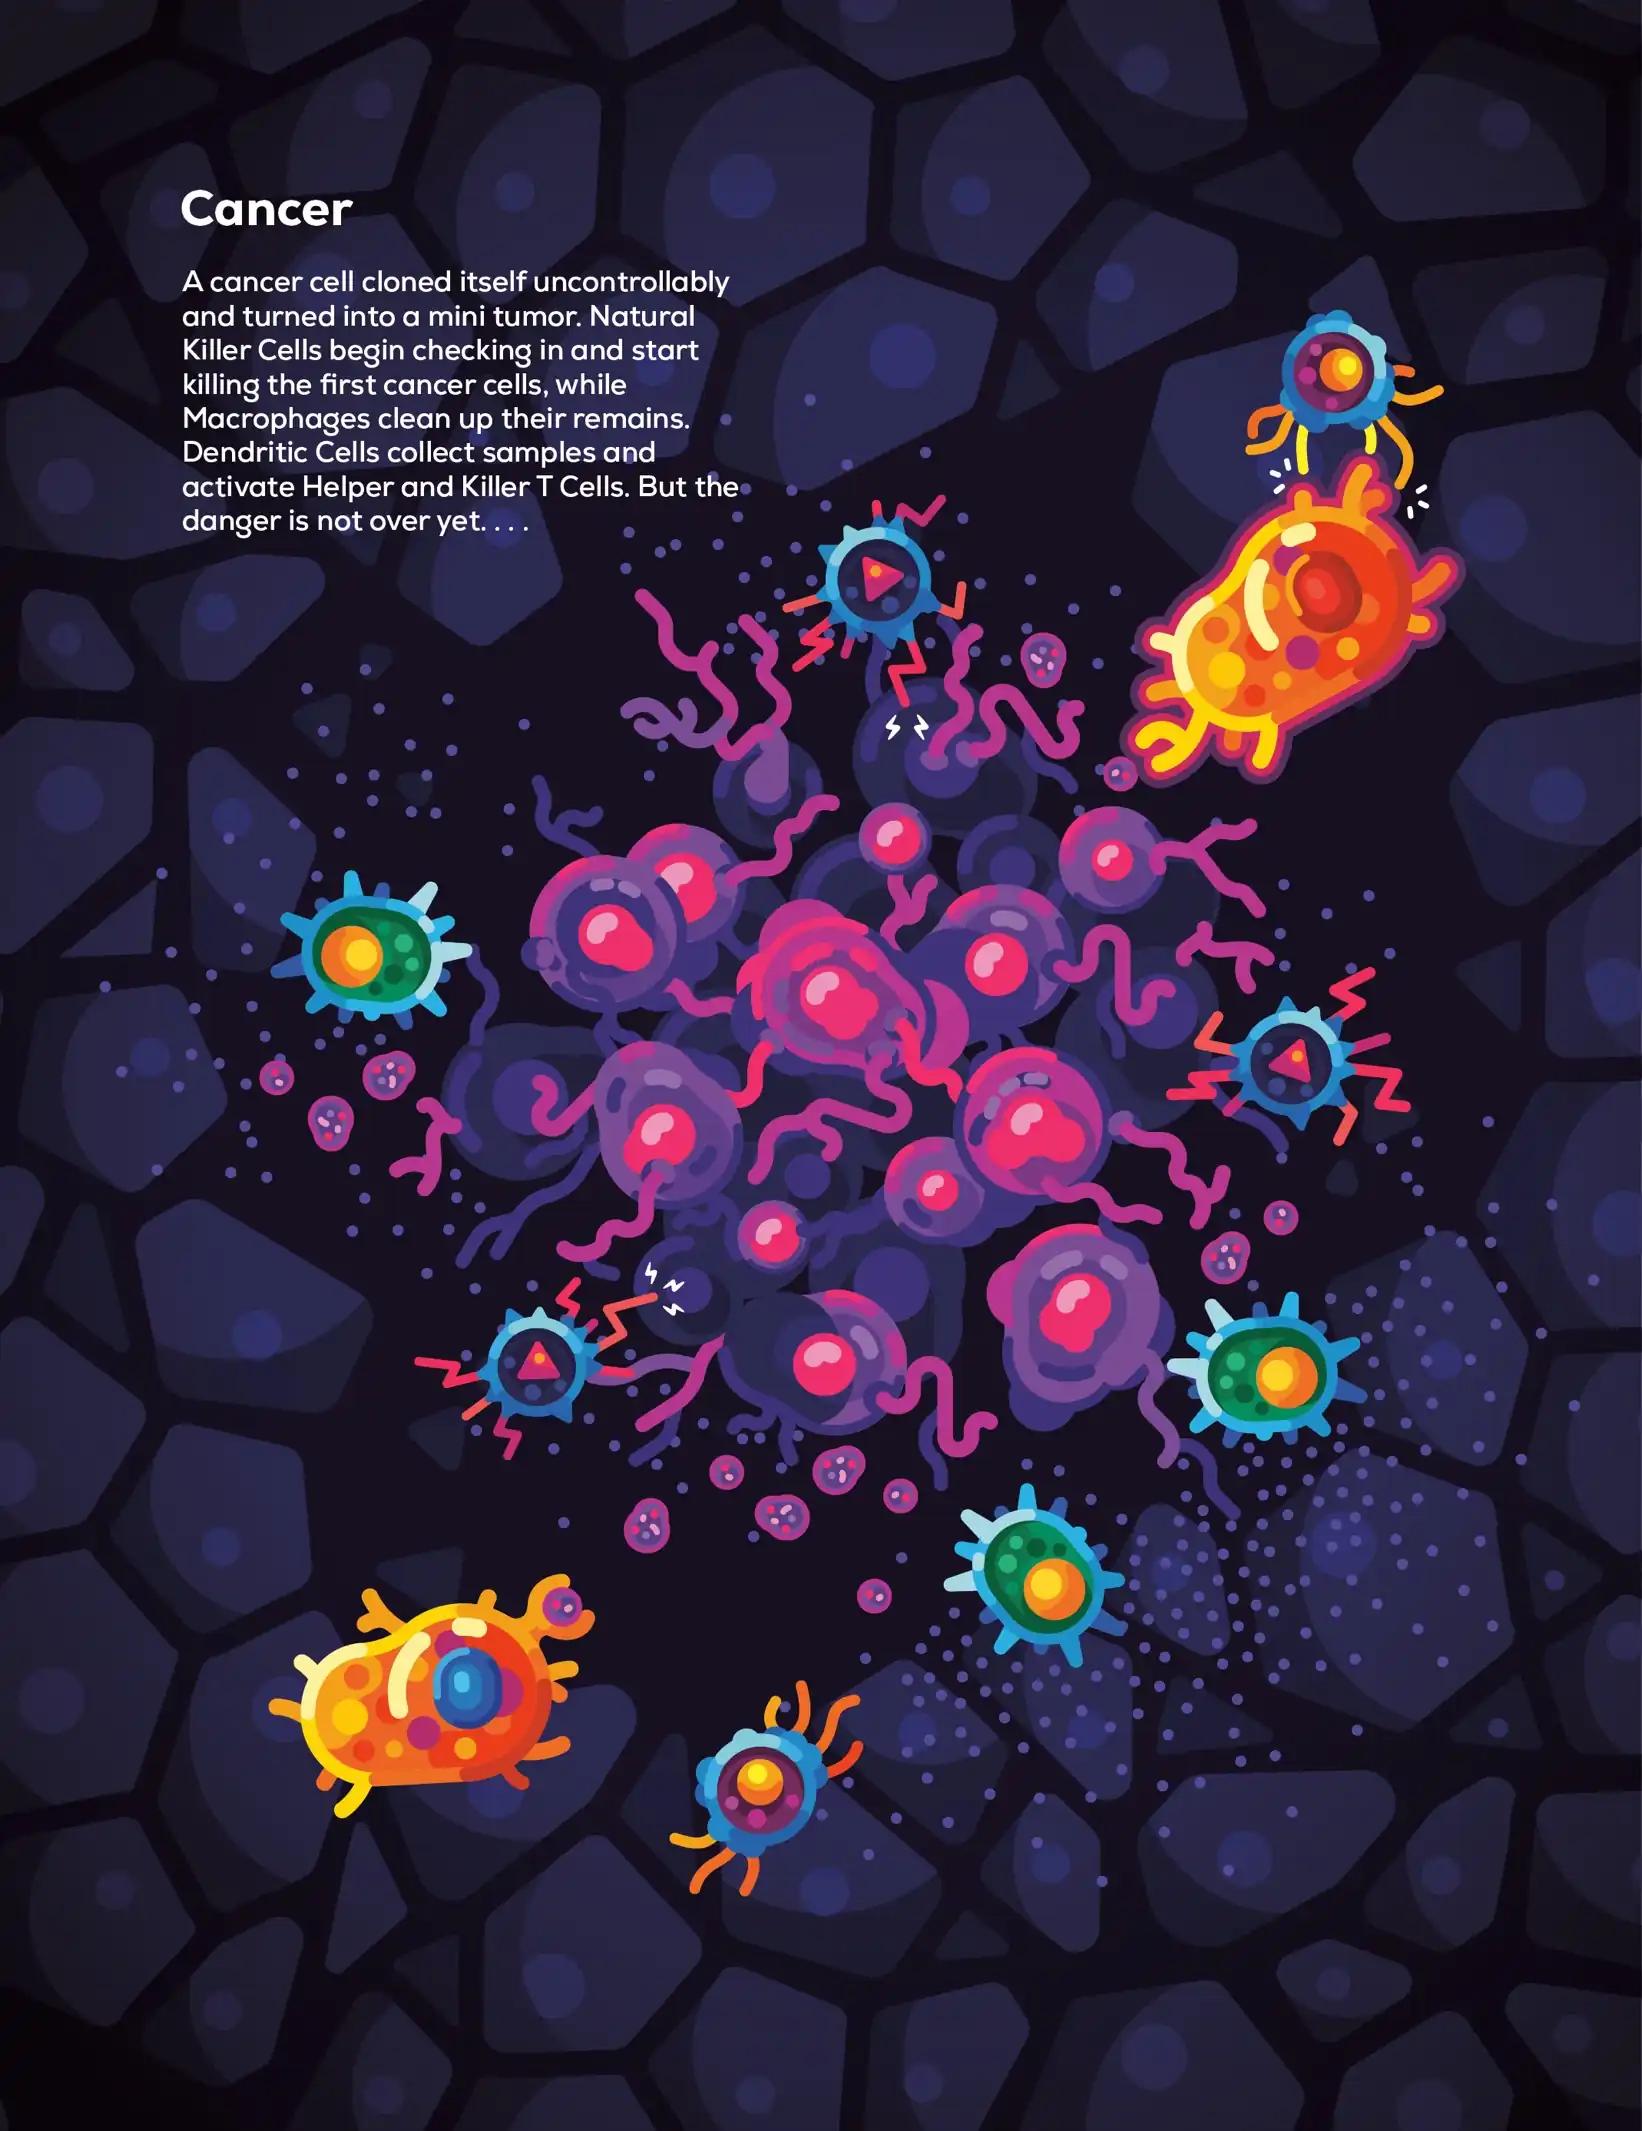 Cancer
A cancer cell cloned itself uncontrollably
and turned into a mini tumor. Natural
Killer Cells begin checking in and start
killing the first cancer cells, while
Macrophages clean up their remains.
Dendritic Cells collect samples and
activate Helper and Killer T Cells. But the
danger is not over yet. . . .